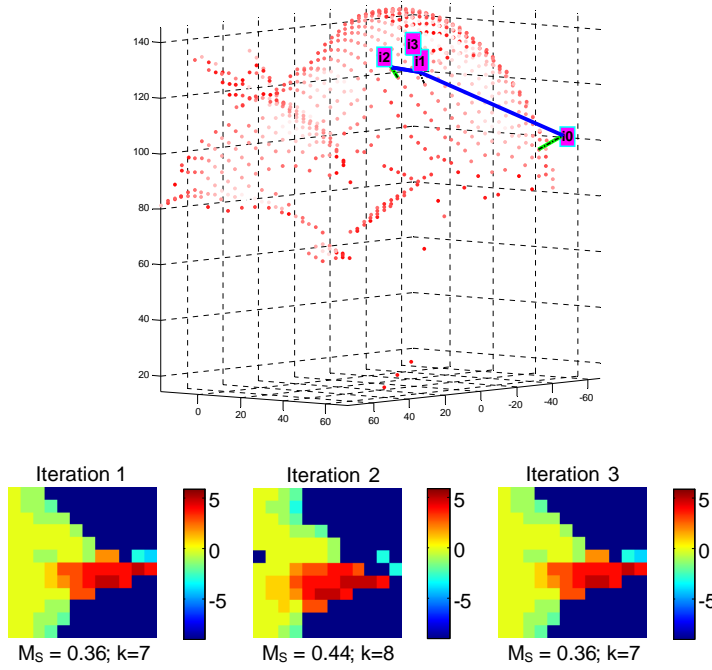 140
120
100
80
60
40
20
i3
i2
i1
i0
0
20
40
60
60
40
20
0
-20
-40
-60
Iteration 1
Iteration 2
Iteration 3
5
0
-5
5
0
-5
5
0
-5
M_S = 0.36; k=7
M_S = 0.44; k=8
M_S = 0.36; k=7